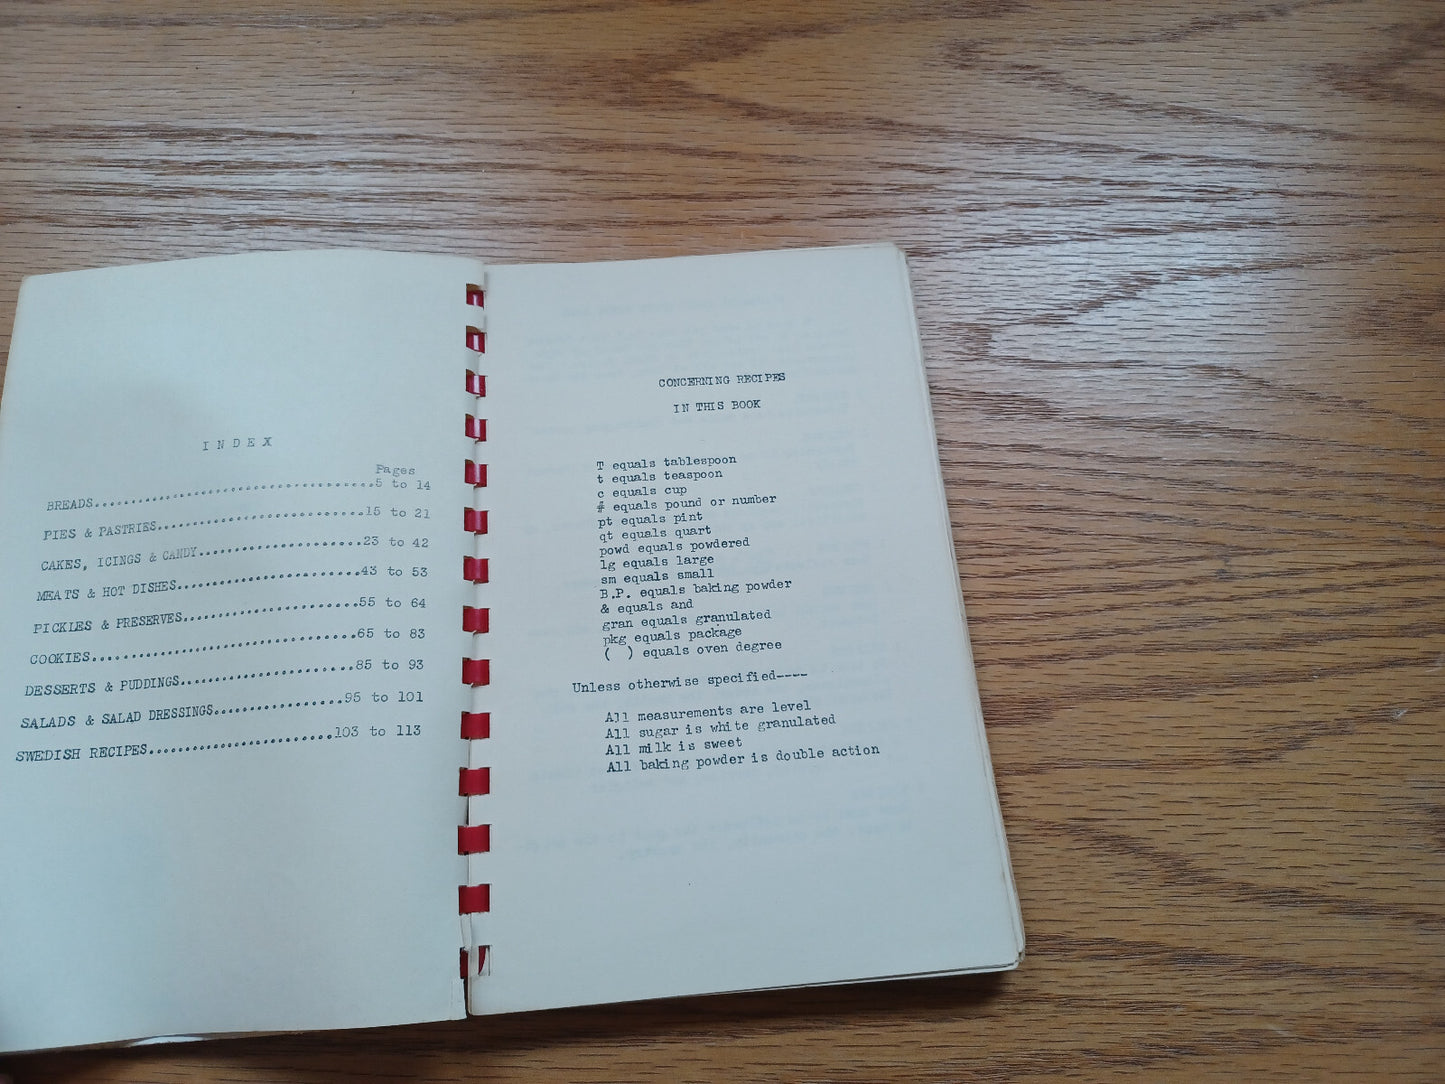 I N D E X
Pages
BREADS........................................5 to 14
PIES & PASTRIES.............................15 to 21
CAKES, ICINGS & CANDY.......................23 to 42
MEATS & HOT DISHES..........................43 to 53
PICKLES & PRESERVES.........................55 to 64
COOKIES.....................................65 to 83
DESSERTS & PUDDINGS.........................85 to 93
SALADS & SALAD DRESSINGS.................95 to 101
SWEDISH RECIPES..........................103 to 113
CONCERNING RECIPES
IN THIS BOOK
T equals tablespoon
t equals teaspoon
c equals cup
# equals pound or number
pt equals pint
qt equals quart
powd equals powdered
lg equals large
sm equals small
B.P. equals baking powder
& equals and
gran equals granulated
pkg equals package
( ) equals oven degree
Unless otherwise specified----
All measurements are level
All sugar is white granulated
All milk is sweet
All baking powder is double action